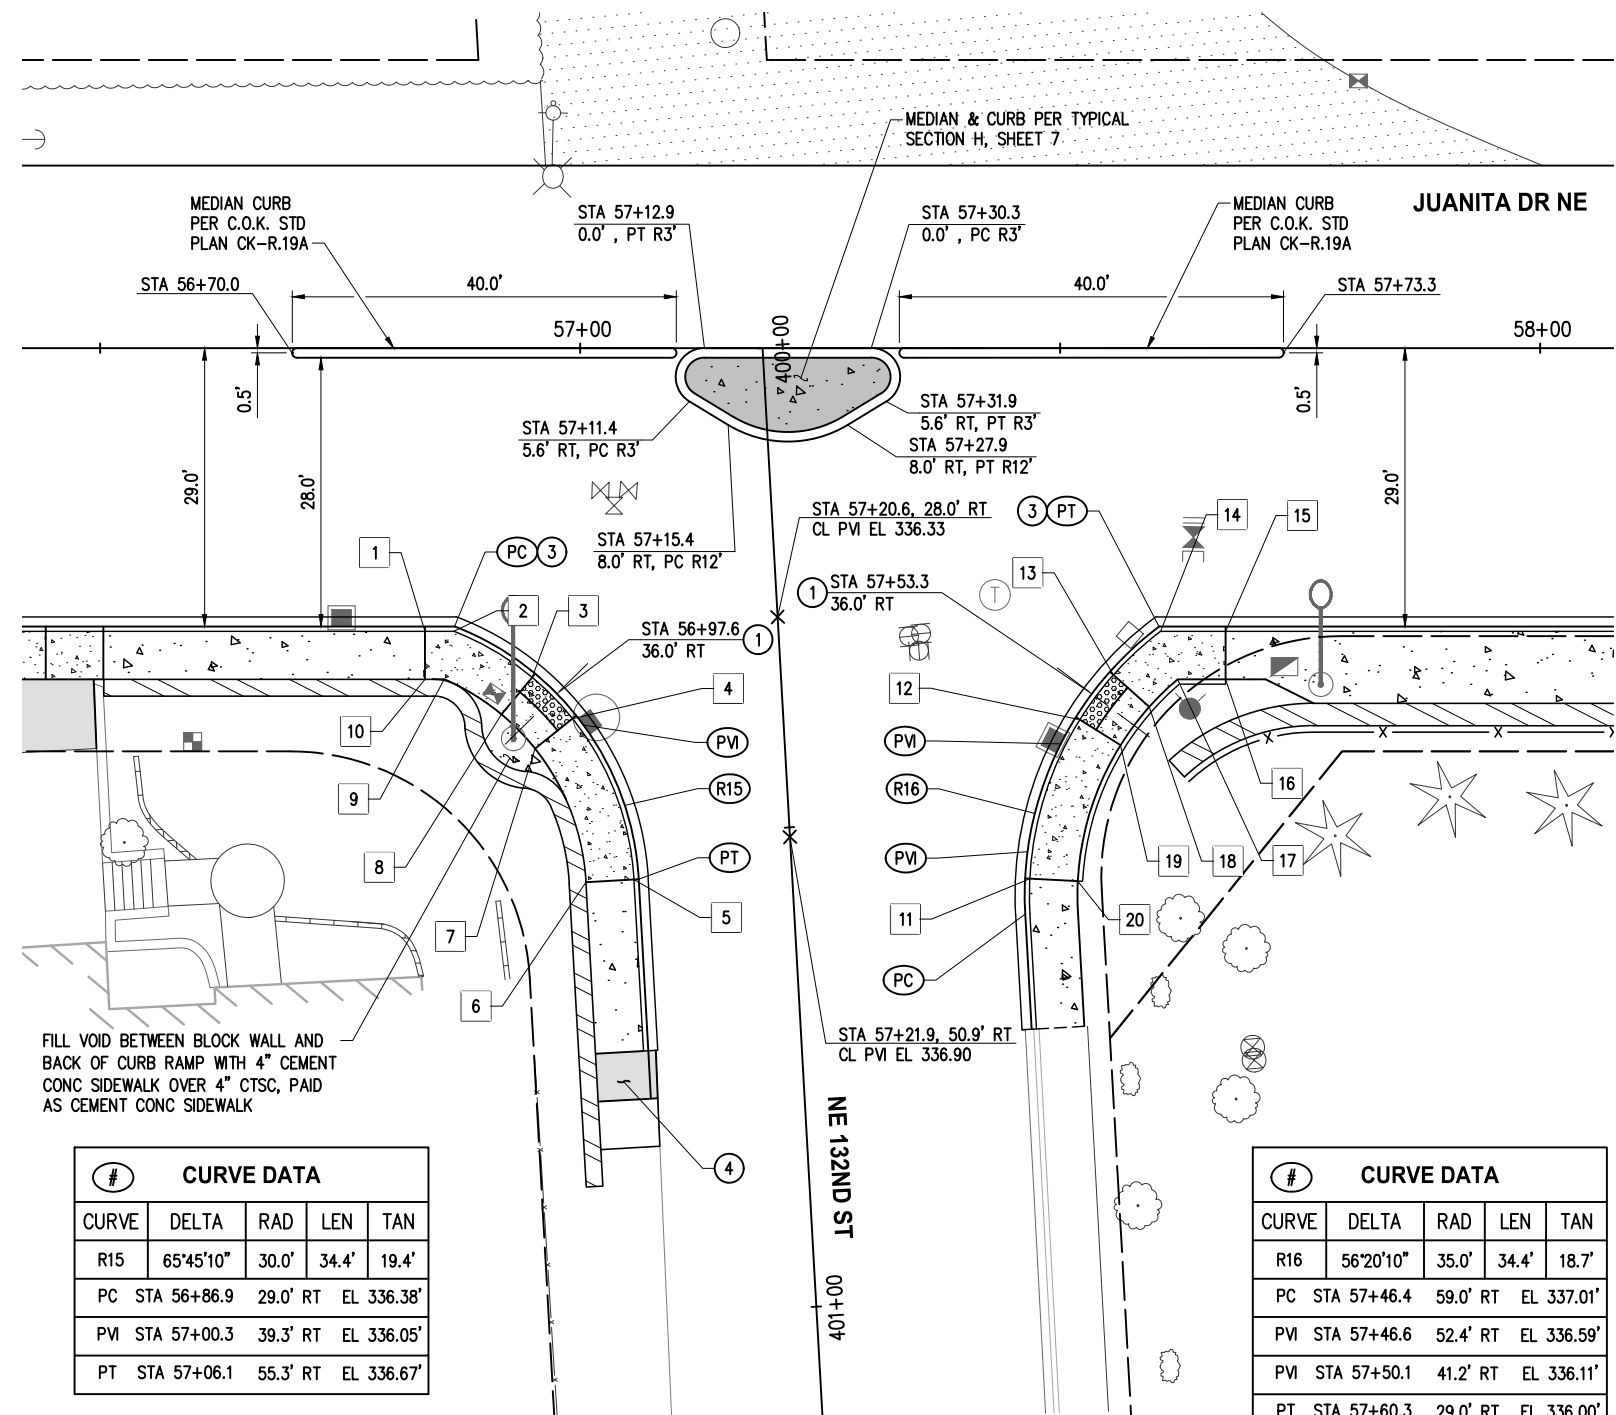 MEDIAN & CURB PER TYPICAL
SECTION H, SHEET 7
JUANITA DR NE
MEDIAN CURB
PER C.O.K. STD
PLAN CK-R.19A
STA 57+12.9
0.0' , PT R3'
STA 57+30.3
0.0' , PC R3'
MEDIAN CURB
PER C.O.K. STD
PLAN CK-R.19A
STA 56+70.0
40.0'
40.0'
STA 57+73.3
57+00
400+00
58+00
0.5'
0.5'
29.0'
28.0'
29.0'
STA 57+11.4
5.6' RT, PC R3'
STA 57+31.9
5.6' RT, PT R3'
STA 57+27.9
8.0' RT, PT R12'
STA 57+15.4
8.0' RT, PC R12'
STA 57+20.6, 28.0' RT
CL PVI EL 336.33
3 PT
14
15
1
PC 3
13
1 STA 57+53.3
36.0' RT
T
2
3
STA 56+97.6
36.0' RT
1
4
12
10
PVI
PVI
9
R15
R16
16
8
PT
PVI
19
18
17
7
5
11
20
6
PC
STA 57+21.9, 50.9' RT
CL PVI EL 336.90
FILL VOID BETWEEN BLOCK WALL AND
BACK OF CURB RAMP WITH 4" CEMENT
CONC SIDEWALK OVER 4" CTSC, PAID
AS CEMENT CONC SIDEWALK
4
NE 132ND ST
401+00
# CURVE DATA
CURVE DELTA RAD LEN TAN
R15 65°45'10" 30.0' 34.4' 19.4'
PC STA 56+86.9 29.0' RT EL 336.38'
PVI STA 57+00.3 39.3' RT EL 336.05'
PT STA 57+06.1 55.3' RT EL 336.67'
# CURVE DATA
CURVE DELTA RAD LEN TAN
R16 56°20'10" 35.0' 34.4' 18.7'
PC STA 57+46.4 59.0' RT EL 337.01'
PVI STA 57+46.6 52.4' RT EL 336.59'
PVI STA 57+50.1 41.2' RT EL 336.11'
PT STA 57+60.3 29.0' RT EL 336.00'